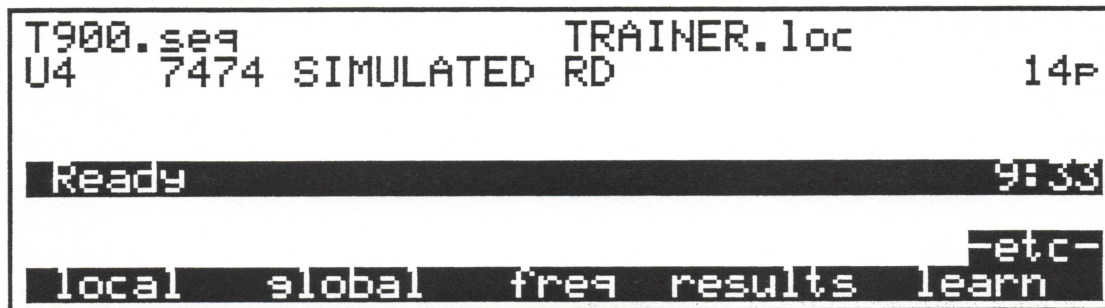 T900.seq TRAINER.loc
U4 7474 SIMULATED RD 14p
Ready 9:33
-etc-
local global freq results learn